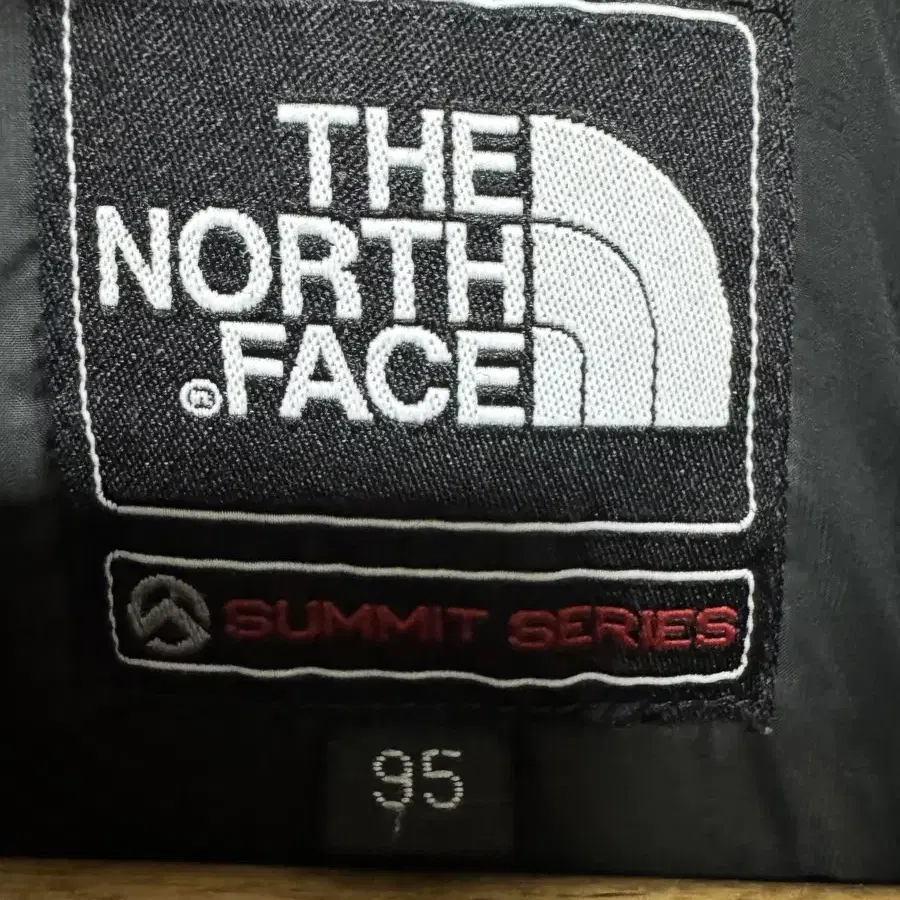 THE
NORTH
FACE
®
SUMMIT SERIES
95